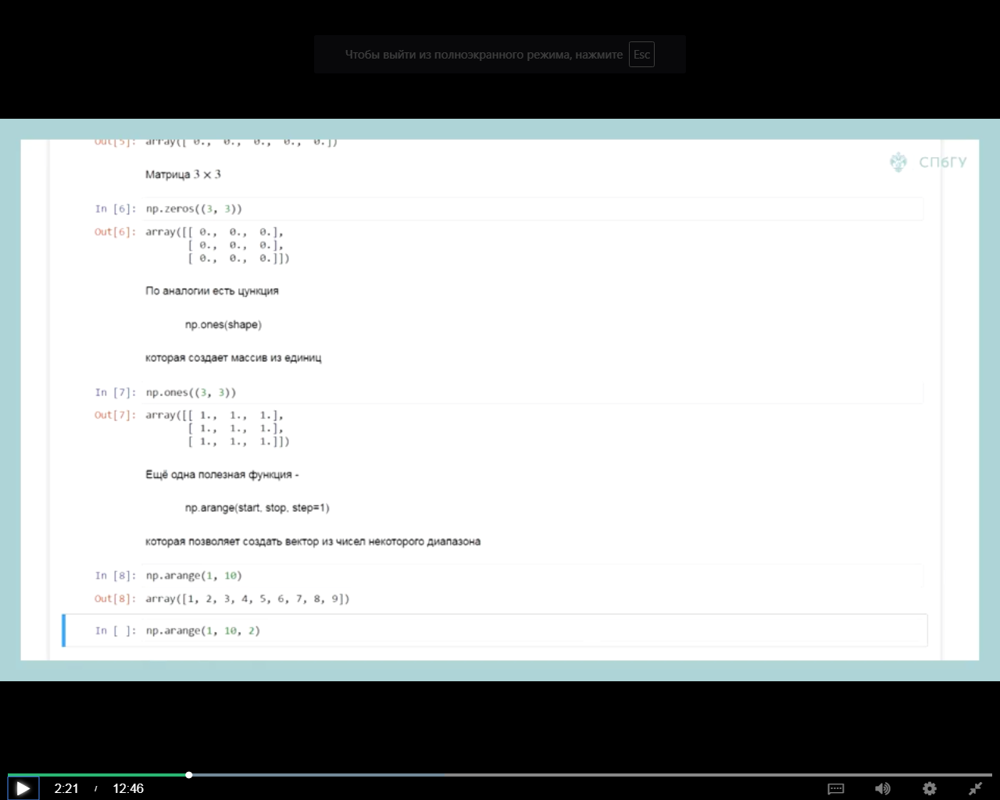 Чтобы выйти из полноэкранного режима, нажмите Esc
Out[5]: array([ 0., 0., 0., 0., 0.])
СПбГУ
Матрица 3 × 3
In [6]: np.zeros((3, 3))
Out[6]: array([[ 0., 0., 0.],
[ 0., 0., 0.],
[ 0., 0., 0.]])
По аналогии есть цункция
np.ones(shape)
которая создает массив из единиц
In [7]: np.ones((3, 3))
Out[7]: array([[ 1., 1., 1.],
[ 1., 1., 1.],
[ 1., 1., 1.]])
Ещё одна полезная функция -
np.arange(start, stop, step=1)
которая позволяет создать вектор из чисел некоторого диапазона
In [8]: np.arange(1, 10)
Out[8]: array([1, 2, 3, 4, 5, 6, 7, 8, 9])
In [ ]: np.arange(1, 10, 2)
2:21 / 12:46